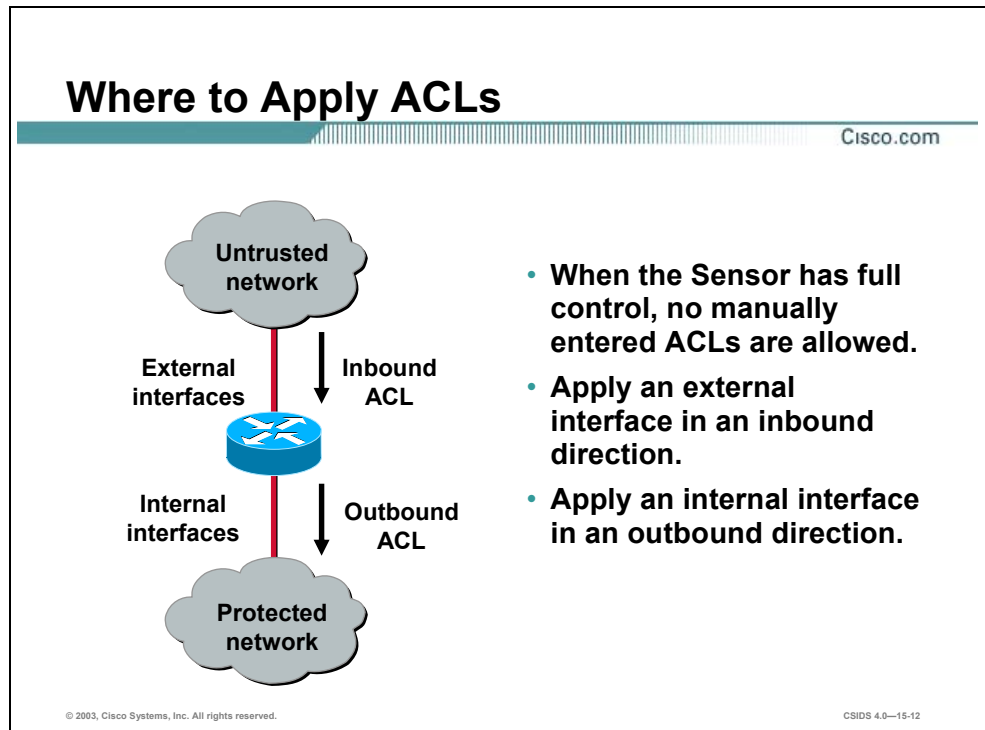 Where to Apply ACLs
Cisco.com
Untrusted
network
External
interfaces
Inbound
ACL
Internal
interfaces
Outbound
ACL
Protected
network
• When the Sensor has full
control, no manually
entered ACLs are allowed.
• Apply an external
interface in an inbound
direction.
• Apply an internal interface
in an outbound direction.
© 2003, Cisco Systems, Inc. All rights reserved.
CSIDS 4.0—15-12